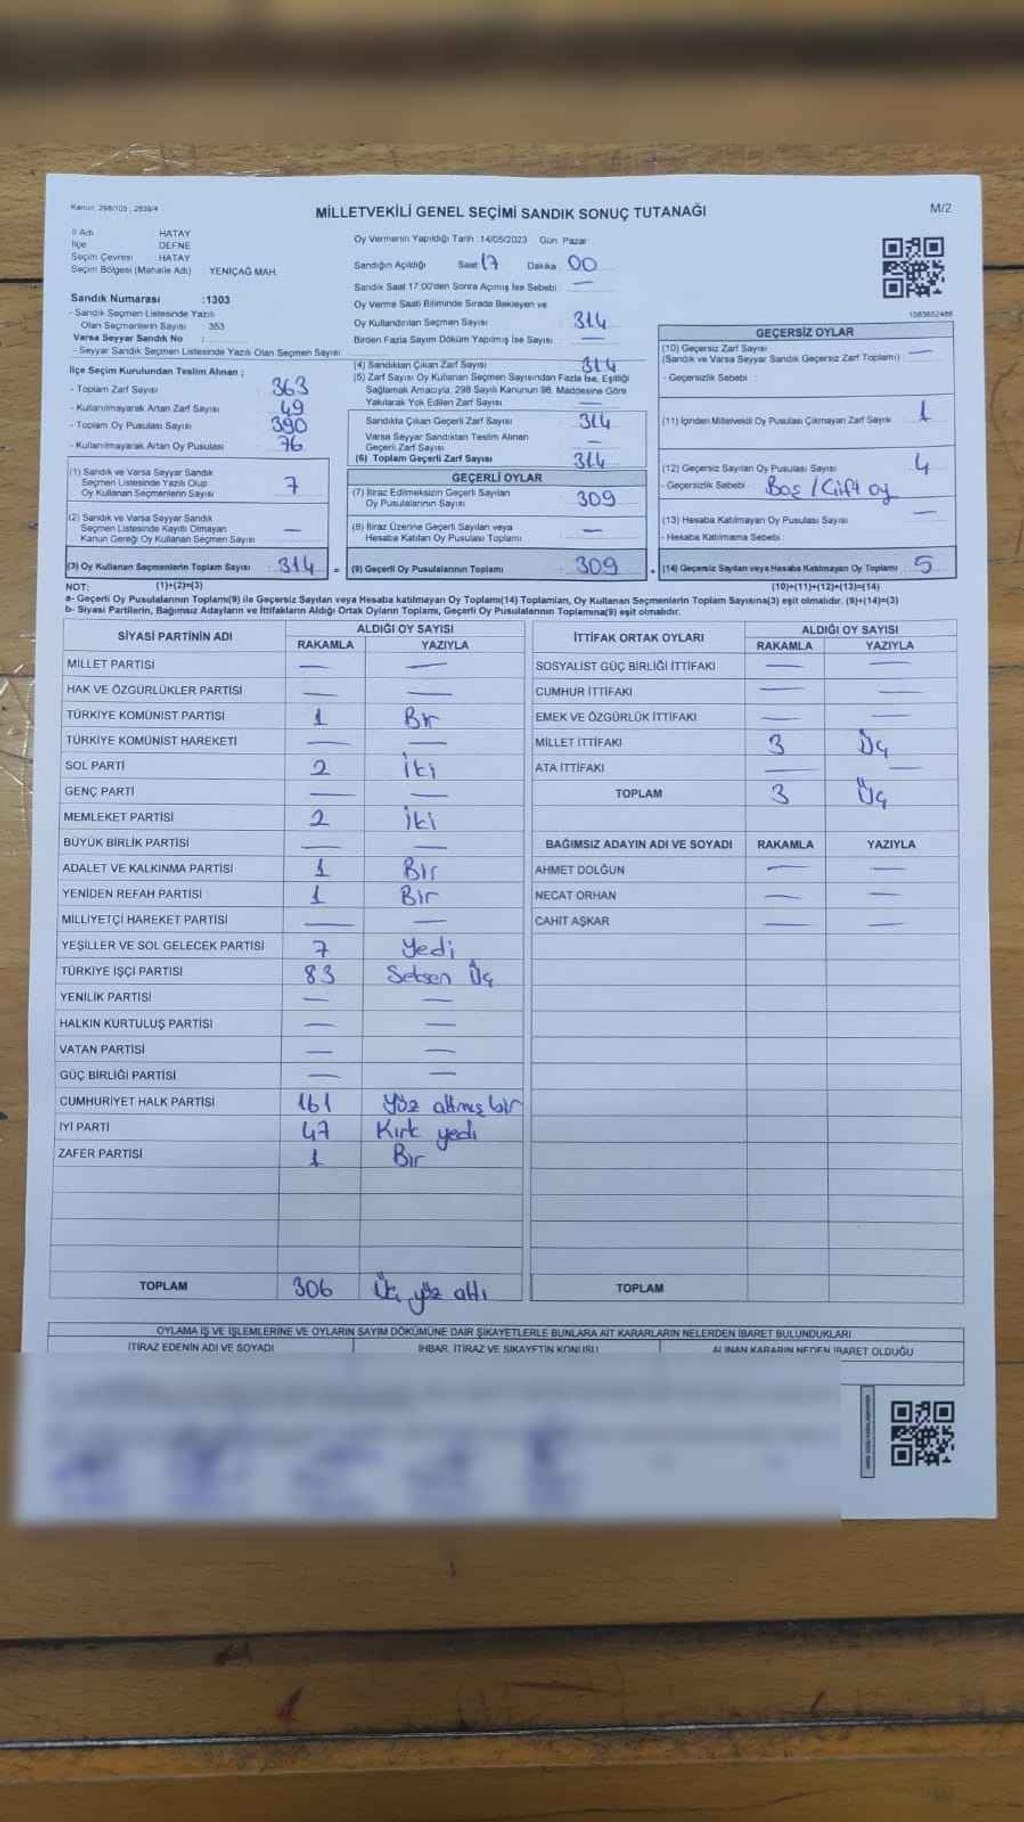 Kanun: 298/105 ; 2839/4
MİLLETVEKİLİ GENEL SEÇİMİ SANDIK SONUÇ TUTANAĞI
M/2
İl Adı : HATAY
İlçe : DEFNE
Seçim Çevresi : HATAY
Seçim Bölgesi (Mahalle Adı) : YENİÇAĞ MAH.
Sandık Numarası :1303
- Sandık Seçmen Listesinde Yazılı
Olan Seçmenlerin Sayısı : 353
Varsa Seyyar Sandık No :
- Seyyar Sandık Seçmen Listesinde Yazılı Olan Seçmen Sayısı :
İlçe Seçim Kurulundan Teslim Alınan ;
- Toplam Zarf Sayısı : 363
- Kullanılmayarak Artan Zarf Sayısı : 49
- Toplam Oy Pusulası Sayısı : 390
- Kullanılmayarak Artan Oy Pusulası : 76
(1) Sandık ve Varsa Seyyar Sandık
Seçmen Listesinde Yazılı Olup
Oy Kullanan Seçmenlerin Sayısı : 7
(2) Sandık ve Varsa Seyyar Sandık
Seçmen Listesinde Kayıtlı Olmayan
Kanun Gereği Oy Kullanan Seçmen Sayısı : —
(3) Oy Kullanan Seçmenlerin Toplam Sayısı : 314 =
Oy Vermenin Yapıldığı Tarih :14/05/2023 Gün: Pazar
Sandığın Açıldığı Saat 17 Dakika 00
Sandık Saat 17:00'den Sonra Açılmış İse Sebebi : —
Oy Verme Saati Bitiminde Sırada Bekleyen ve
Oy Kullandırılan Seçmen Sayısı : 314
Birden Fazla Sayım Döküm Yapılmış İse Sayısı : —
(4) Sandıktan Çıkan Zarf Sayısı : 314
(5) Zarf Sayısı Oy Kullanan Seçmen Sayısından Fazla İse, Eşitliği
Sağlamak Amacıyla, 298 Sayılı Kanunun 98. Maddesine Göre
Yakılarak Yok Edilen Zarf Sayısı : —
Sandıkta Çıkan Geçerli Zarf Sayısı : 314
Varsa Seyyar Sandıktan Teslim Alınan
Geçerli Zarf Sayısı : —
(6) Toplam Geçerli Zarf Sayısı : 314
GEÇERLİ OYLAR
(7) İtiraz Edilmeksizin Geçerli Sayılan
Oy Pusulalarının Sayısı : 309
(8) İtiraz Üzerine Geçerli Sayılan veya
Hesaba Katılan Oy Pusulası Toplamı : —
(9) Geçerli Oy Pusulalarının Toplamı : 309 +
1083652486
GEÇERSİZ OYLAR
(10) Geçersiz Zarf Sayısı : —
(Sandık ve Varsa Seyyar Sandık Geçersiz Zarf Toplamı)
- Geçersizlik Sebebi :
(11) İçinden Milletvekili Oy Pusulası Çıkmayan Zarf Sayısı : 1
(12) Geçersiz Sayılan Oy Pusulası Sayısı : 4
- Geçersizlik Sebebi : Boş / Çift oy
(13) Hesaba Katılmayan Oy Pusulası Sayısı : —
- Hesaba Katılmama Sebebi :
(14) Geçersiz Sayılan veya Hesaba Katılmayan Oy Toplamı : 5
NOT: (1)+(2)=(3) (10)+(11)+(12)+(13)=(14)
a- Geçerli Oy Pusulalarının Toplamı(9) ile Geçersiz Sayılan veya Hesaba katılmayan Oy Toplamı(14) Toplamları, Oy Kullanan Seçmenlerin Toplam Sayısına(3) eşit olmalıdır. (9)+(14)=(3)
b- Siyasi Partilerin, Bağımsız Adayların ve İttifakların Aldığı Ortak Oyların Toplamı, Geçerli Oy Pusulalarının Toplamına(9) eşit olmalıdır.
SİYASİ PARTİNİN ADI ALDIĞI OY SAYISI
RAKAMLA YAZIYLA
MİLLET PARTİSİ — —
HAK VE ÖZGÜRLÜKLER PARTİSİ — —
TÜRKİYE KOMÜNİST PARTİSİ 1 Bir
TÜRKİYE KOMÜNİST HAREKETİ — —
SOL PARTİ 2 İki
GENÇ PARTİ — —
MEMLEKET PARTİSİ 2 İki
BÜYÜK BİRLİK PARTİSİ — —
ADALET VE KALKINMA PARTİSİ 1 Bir
YENİDEN REFAH PARTİSİ 1 Bir
MİLLİYETÇİ HAREKET PARTİSİ — —
YEŞİLLER VE SOL GELECEK PARTİSİ 7 Yedi
TÜRKİYE İŞÇİ PARTİSİ 83 Seksen Üç
YENİLİK PARTİSİ — —
HALKIN KURTULUŞ PARTİSİ — —
VATAN PARTİSİ — —
GÜÇ BİRLİĞİ PARTİSİ — —
CUMHURİYET HALK PARTİSİ 161 Yüz altmış bir
İYİ PARTİ 47 Kırk yedi
ZAFER PARTİSİ 1 Bir
TOPLAM 306 Üç yüz altı
İTTİFAK ORTAK OYLARI ALDIĞI OY SAYISI
RAKAMLA YAZIYLA
SOSYALİST GÜÇ BİRLİĞİ İTTİFAKI — —
CUMHUR İTTİFAKI — —
EMEK VE ÖZGÜRLÜK İTTİFAKI — —
MİLLET İTTİFAKI 3 Üç
ATA İTTİFAKI — —
TOPLAM 3 Üç
BAĞIMSIZ ADAYIN ADI VE SOYADI RAKAMLA YAZIYLA
AHMET DOLĞUN — —
NECAT ORHAN — —
CAHİT AŞKAR — —
TOPLAM
OYLAMA İŞ VE İŞLEMLERİNE VE OYLARIN SAYIM DÖKÜMÜNE DAİR ŞİKAYETLERLE BUNLARA AİT KARARLARIN NELERDEN İBARET BULUNDUKLARI
İTİRAZ EDENİN ADI VE SOYADI İHBAR, İTİRAZ VE ŞİKAYETİN KONUSU ALINAN KARARIN NEDEN İBARET OLDUĞU